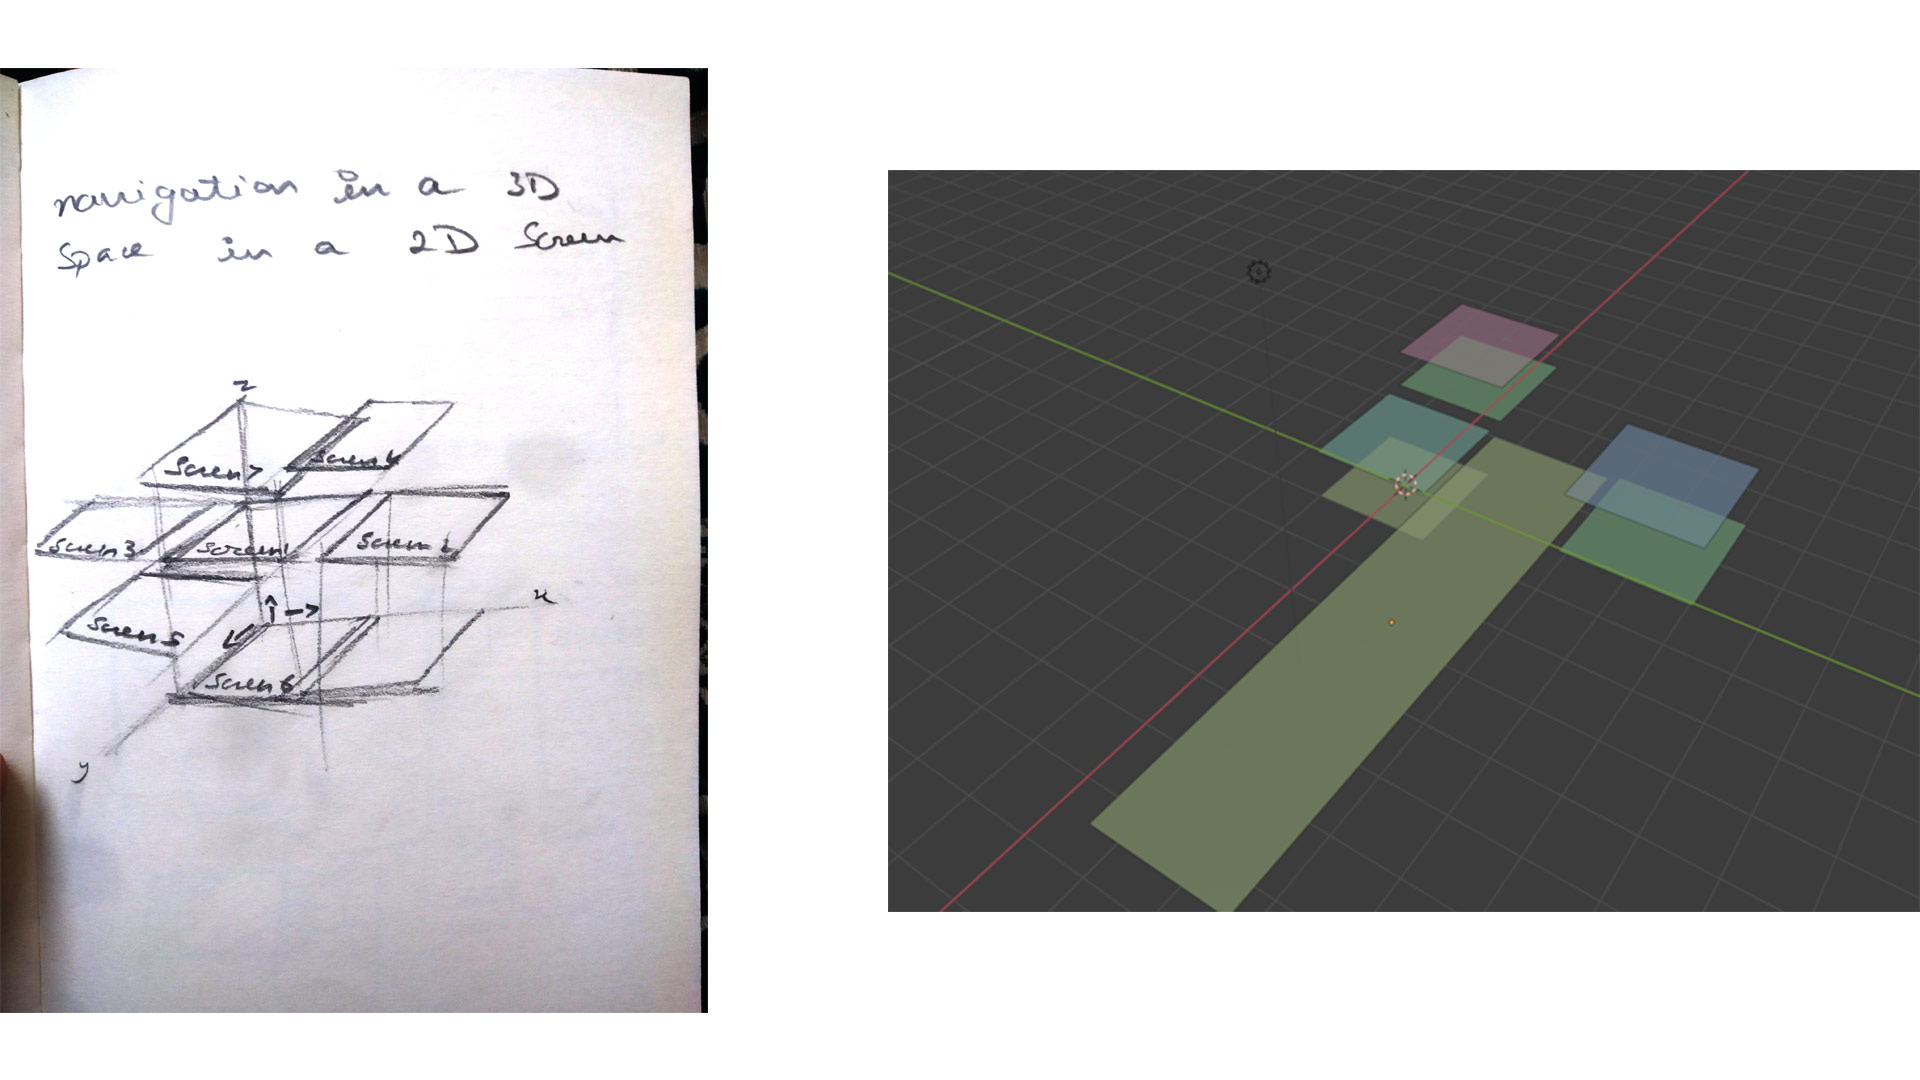 navigation in a 3D
space in a 2D Screen
z
Screen 7
Screen 4
Screen 3
Screen 1
Screen 2
x
Screen 5
Screen 6
y